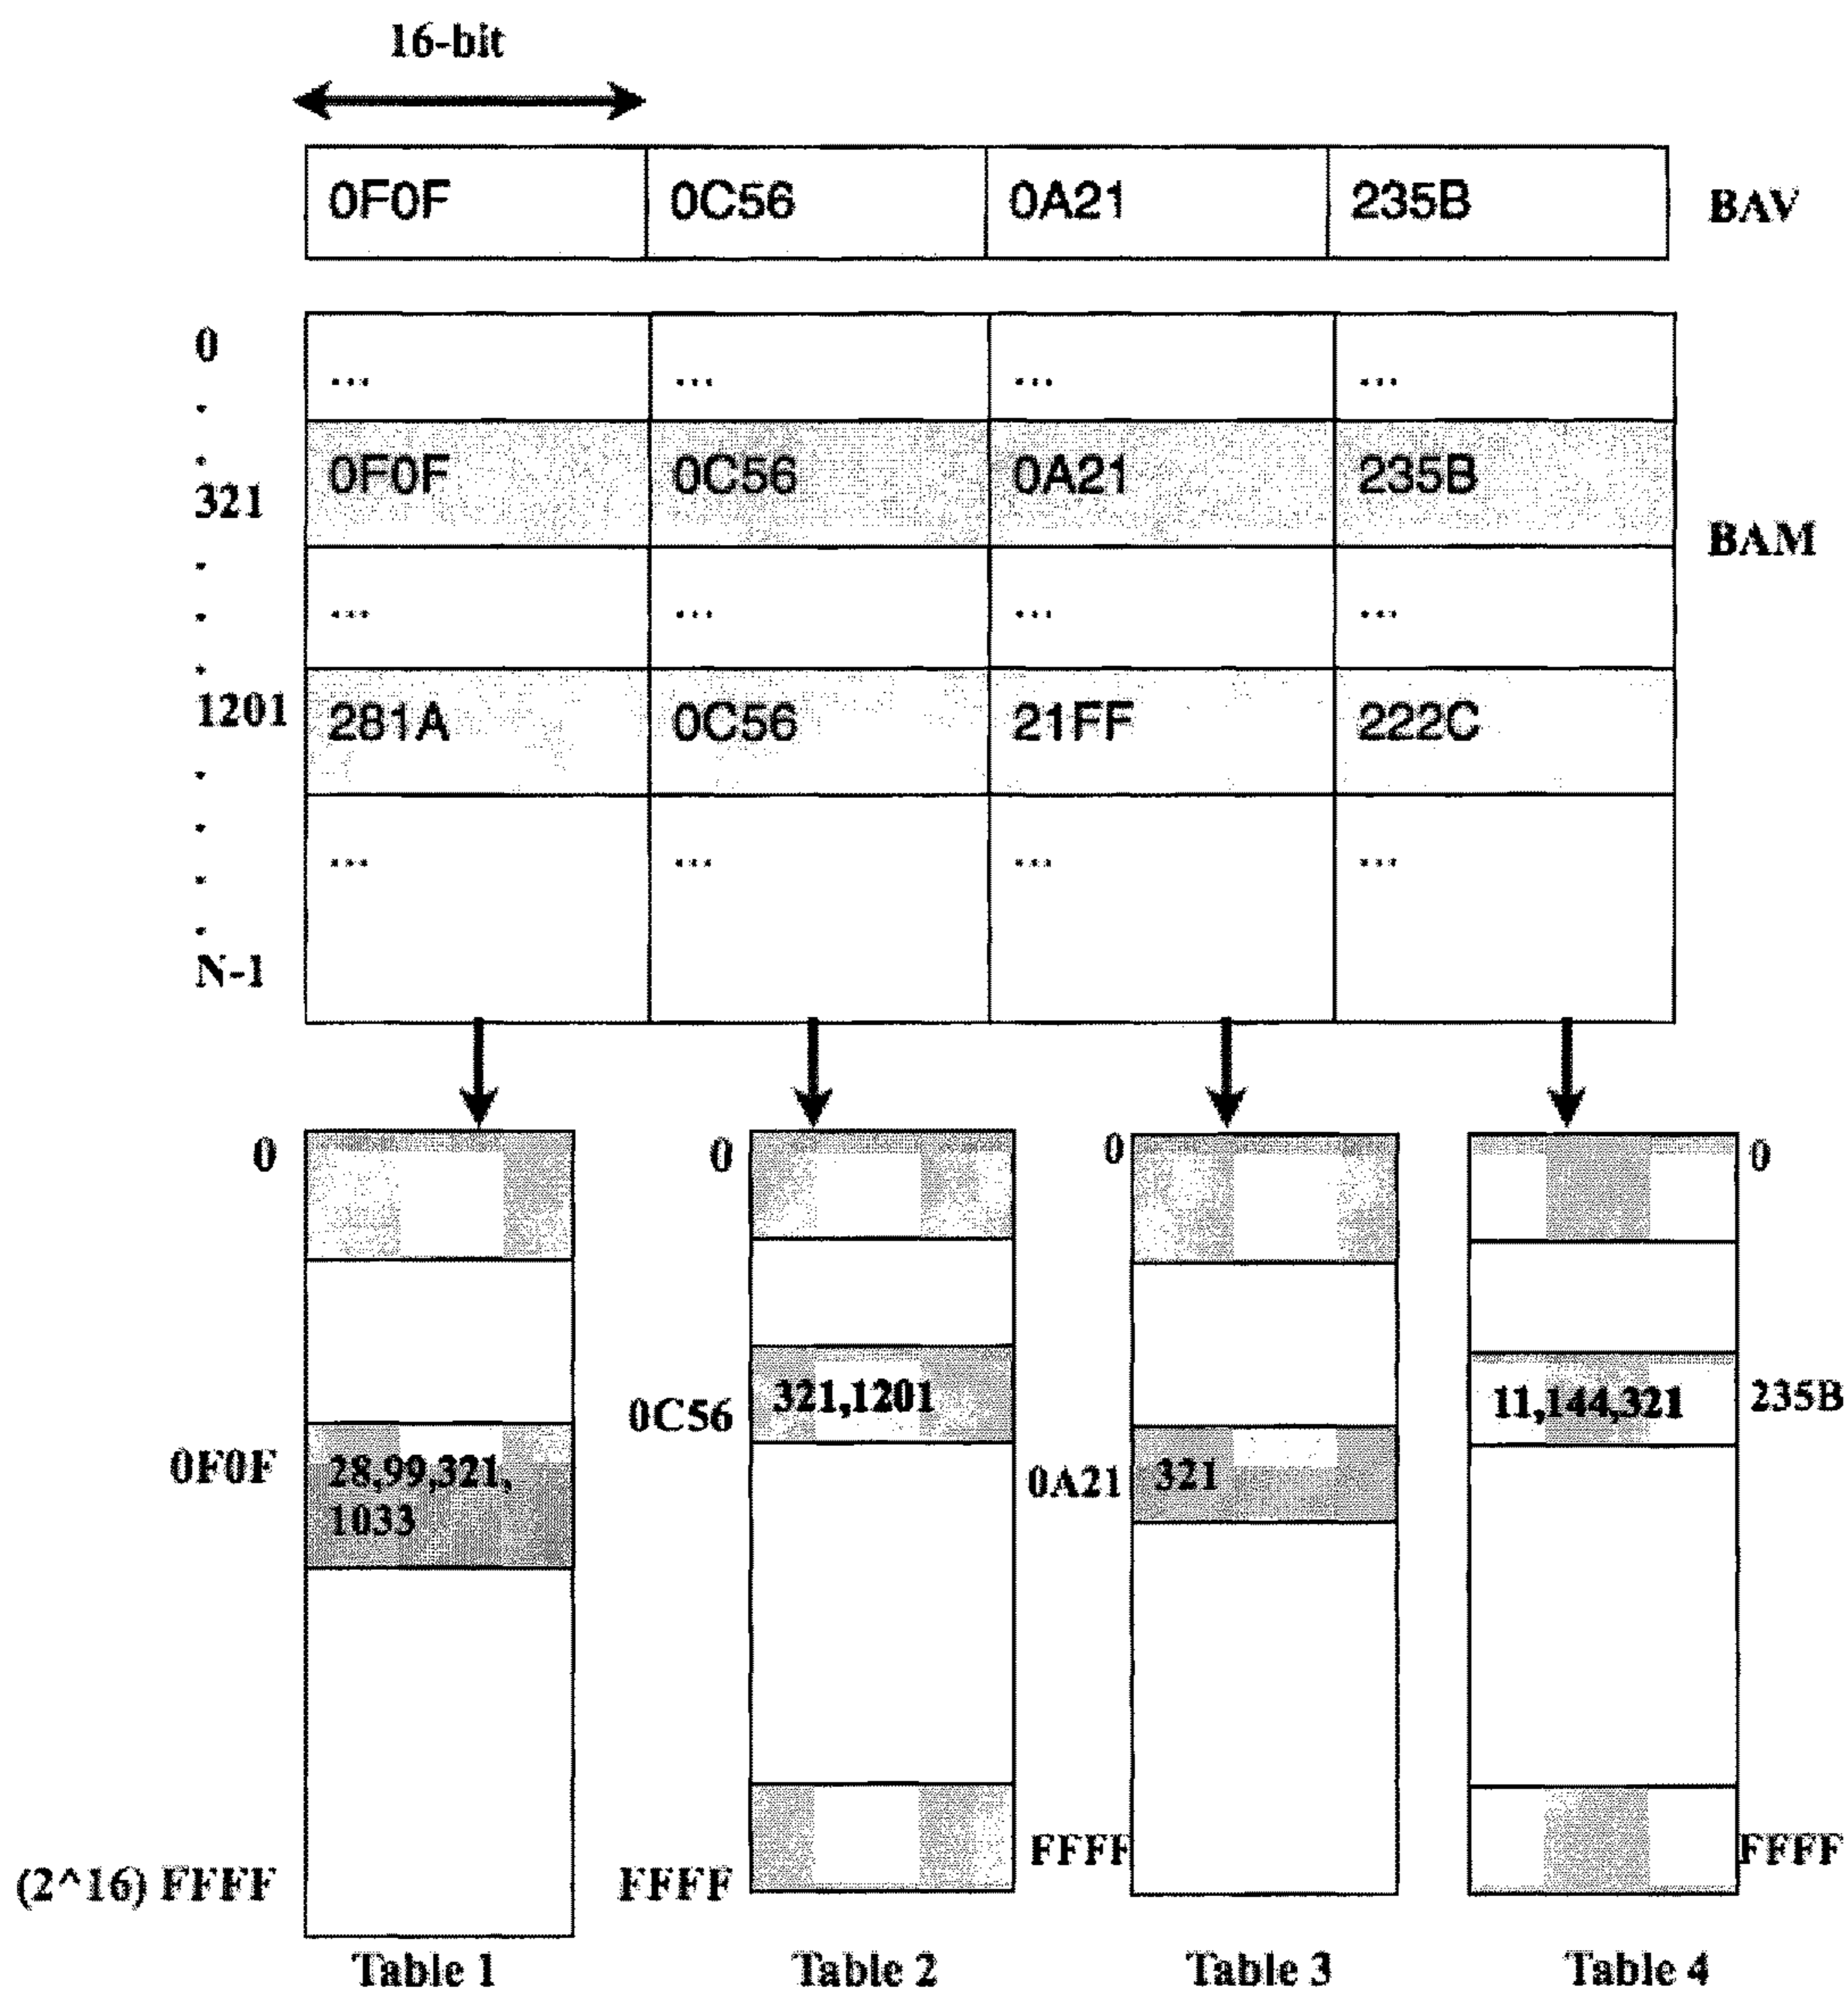 16-bit
0F0F 0C56 0A21 235B BAV
0
... ... ... ...
321 0F0F 0C56 0A21 235B
BAM
... ... ... ...
1201 281A 0C56 21FF 222C
... ... ... ...
N-1
0 0 0 0
0C56 321,1201 11,144,321 235B
0F0F 28,99,321, 0A21 321
1033
(2^16) FFFF FFFF FFFF FFFF
Table 1 Table 2 Table 3 Table 4